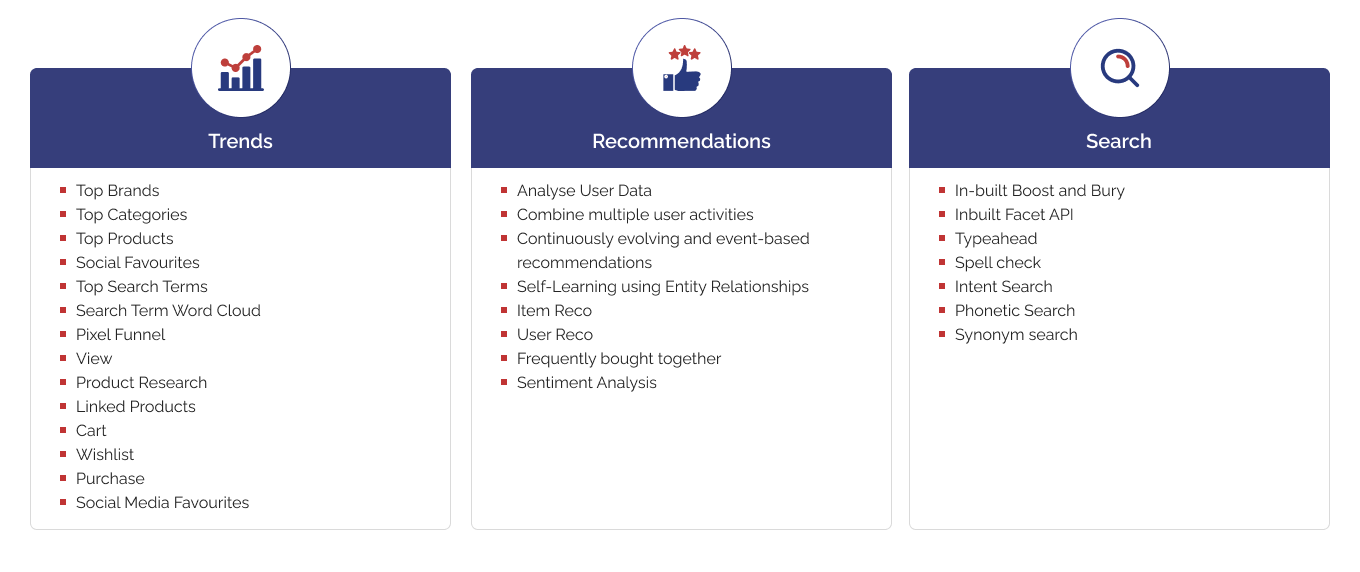 Trends
Top Brands
Top Categories
Top Products
Social Favourites
Top Search Terms
Search Term Word Cloud
Pixel Funnel
View
Product Research
Linked Products
Cart
Wishlist
Purchase
Social Media Favourites
Recommendations
Analyse User Data
Combine multiple user activities
Continuously evolving and event-based
recommendations
Self-Learning using Entity Relationships
Item Reco
User Reco
Frequently bought together
Sentiment Analysis
Search
In-built Boost and Bury
Inbuilt Facet API
Typeahead
Spell check
Intent Search
Phonetic Search
Synonym search